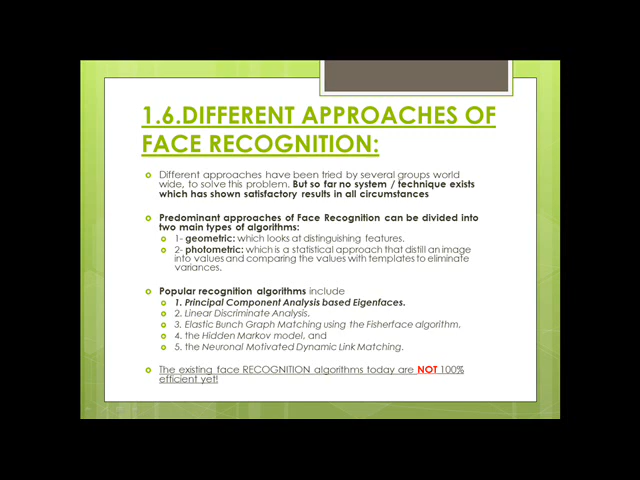 1.6.DIFFERENT APPROACHES OF
FACE RECOGNITION:
Different approaches have been tried by several groups world
wide, to solve this problem. But so far no system / technique exists
which has shown satisfactory results in all circumstances
Predominant approaches of Face Recognition can be divided into
two main types of algorithms:
1- geometric: which looks at distinguishing features.
2- photometric: which is a statistical approach that distill an image
into values and comparing the values with templates to eliminate
variances.
Popular recognition algorithms include
1. Principal Component Analysis based Eigenfaces.
2. Linear Discriminate Analysis.
3. Elastic Bunch Graph Matching using the Fisherface algorithm.
4. the Hidden Markov model, and
5. the Neuronal Motivated Dynamic Link Matching.
The existing face RECOGNITION algorithms today are NOT 100%
efficient yet!